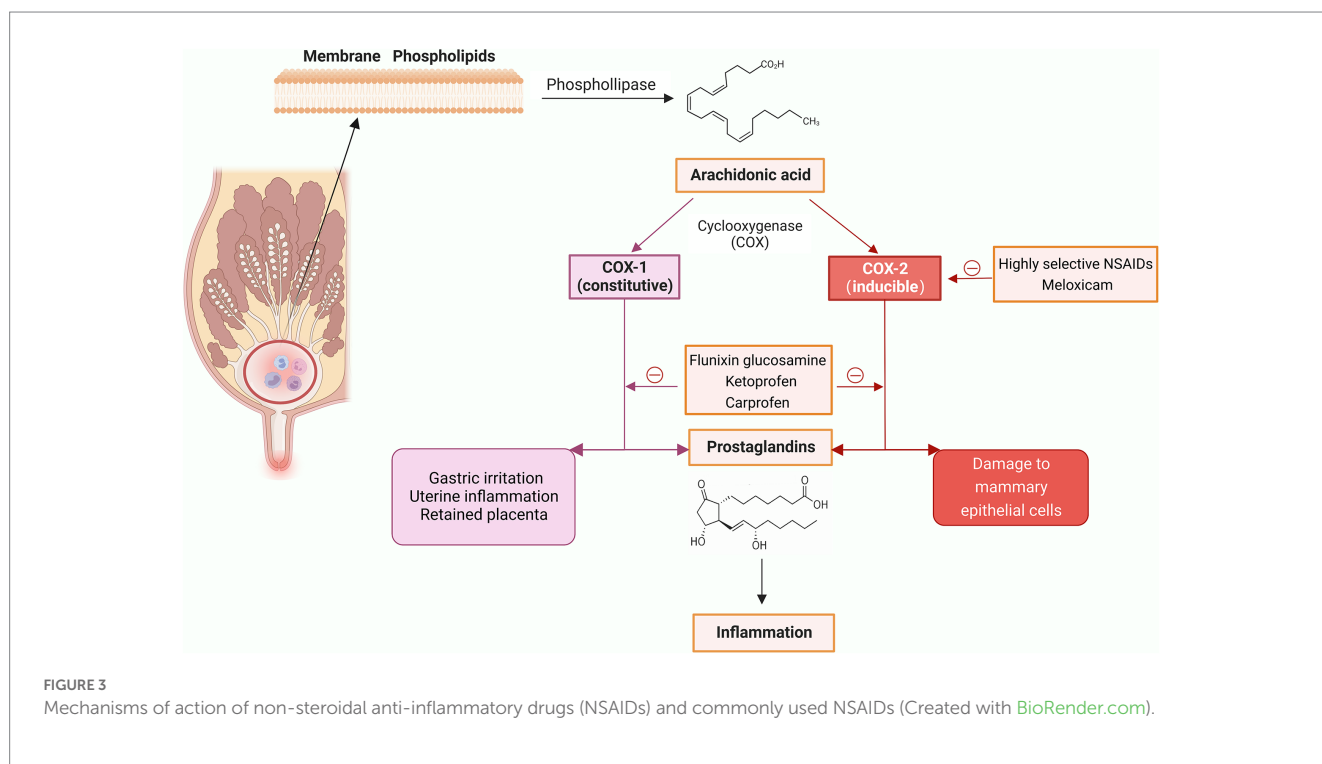 Membrane Phospholipids
Phosphollipase
CO₂H
CH₃
Arachidonic acid
Cyclooxygenase
(COX)
COX-1
(constitutive)
COX-2
(inducible)
Highly selective NSAIDs
Meloxicam
Flunixin glucosamine
Ketoprofen
Carprofen
Prostaglandins
Gastric irritation
Uterine inflammation
Retained placenta
Damage to
mammary
epithelial cells
O
O
OH
HO
OH
Inflammation
FIGURE 3
Mechanisms of action of non-steroidal anti-inflammatory drugs (NSAIDs) and commonly used NSAIDs (Created with BioRender.com).